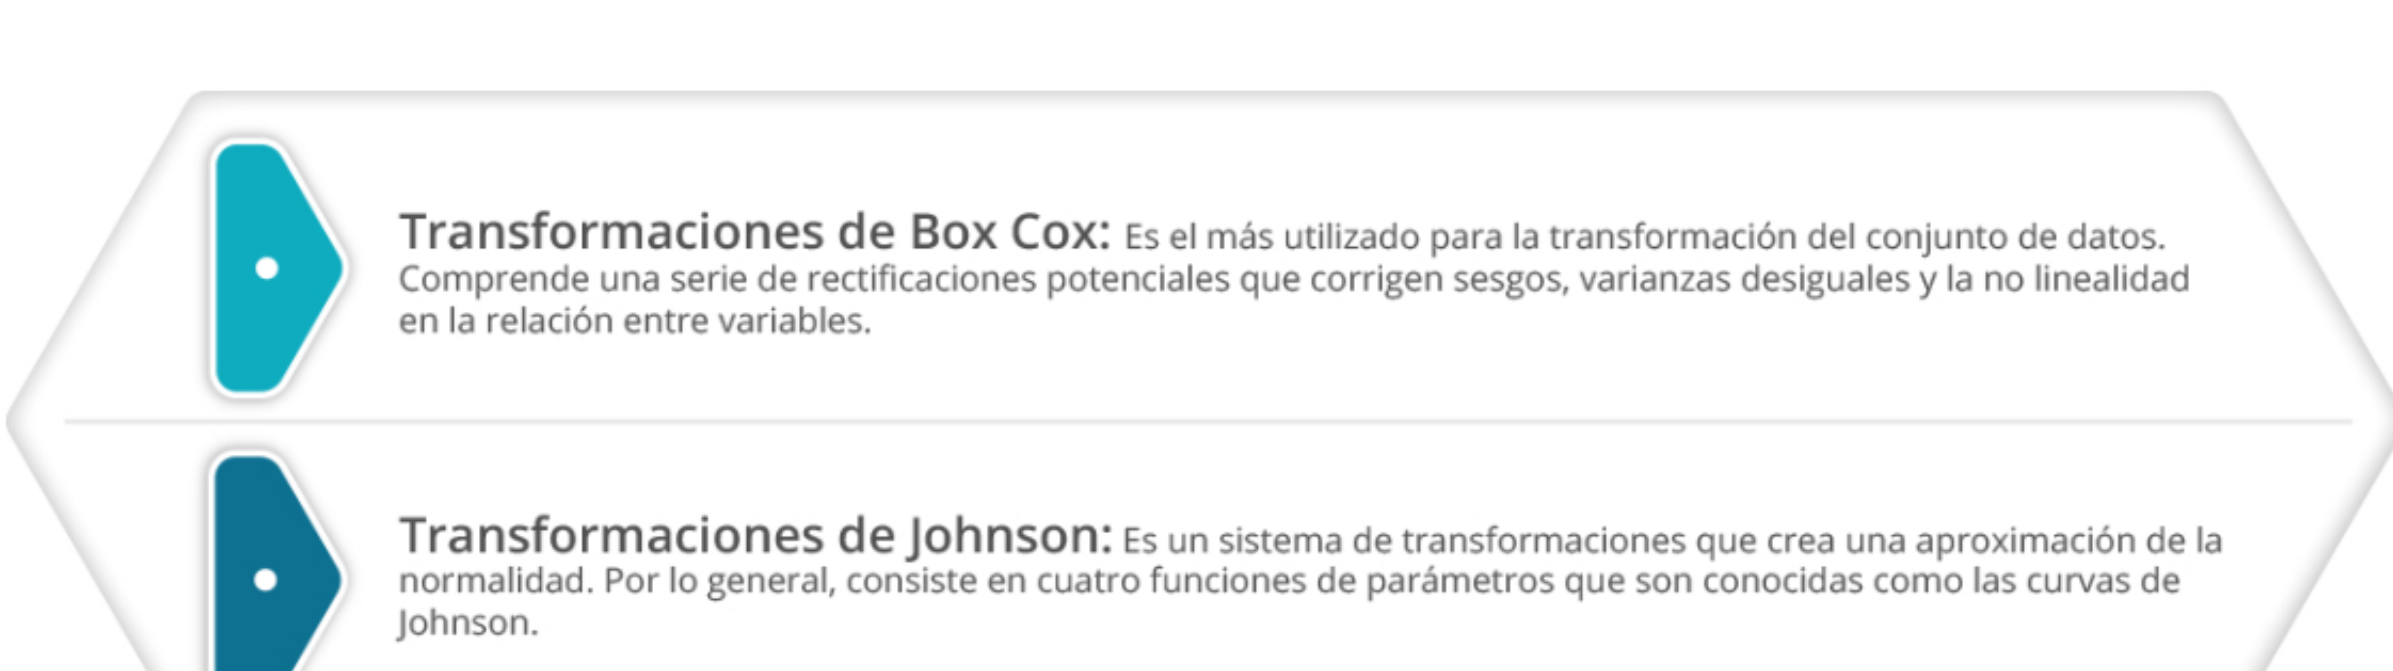 Transformaciones de Box Cox: Es el más utilizado para la transformación del conjunto de datos.
Comprende una serie de rectificaciones potenciales que corrigen sesgos, varianzas desiguales y la no linealidad
en la relación entre variables.
Transformaciones de Johnson: Es un sistema de transformaciones que crea una aproximación de la
normalidad. Por lo general, consiste en cuatro funciones de parámetros que son conocidas como las curvas de
Johnson.